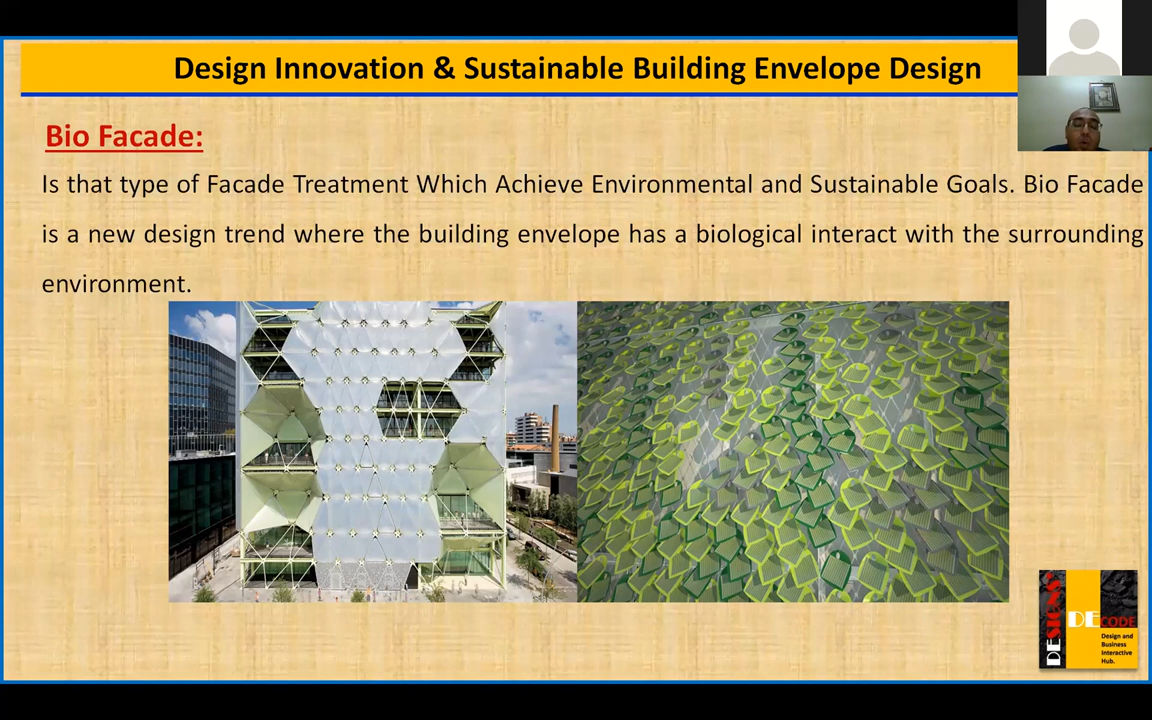 Design Innovation & Sustainable Building Envelope Design
Bio Facade:
Is that type of Facade Treatment Which Achieve Environmental and Sustainable Goals. Bio Facade
is a new design trend where the building envelope has a biological interact with the surrounding
environment.
DESIGNS
DECODE
Design and
Business
Interactive
Hub.